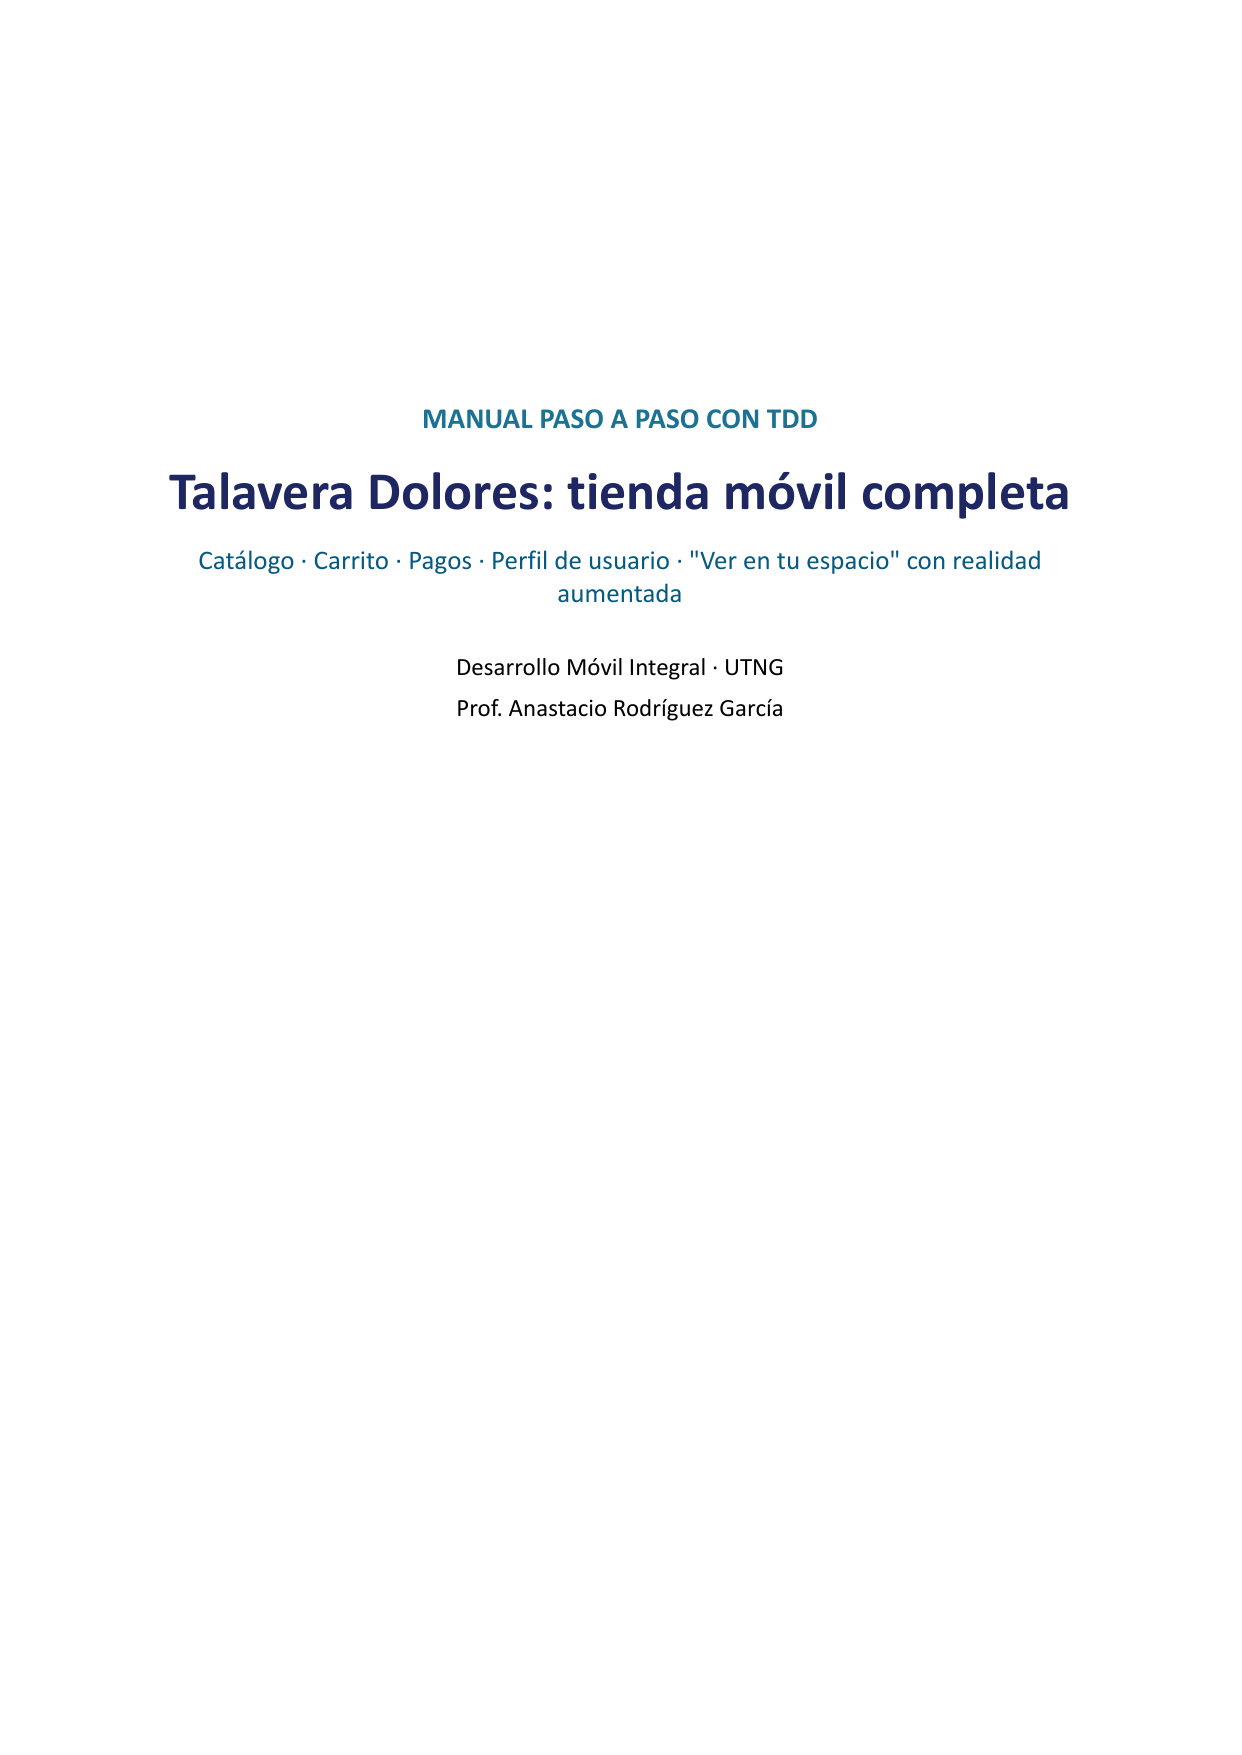 MANUAL PASO A PASO CON TDD
Talavera Dolores: tienda móvil completa
Catálogo · Carrito · Pagos · Perfil de usuario · "Ver en tu espacio" con realidad
aumentada
Desarrollo Móvil Integral · UTNG
Prof. Anastacio Rodríguez García